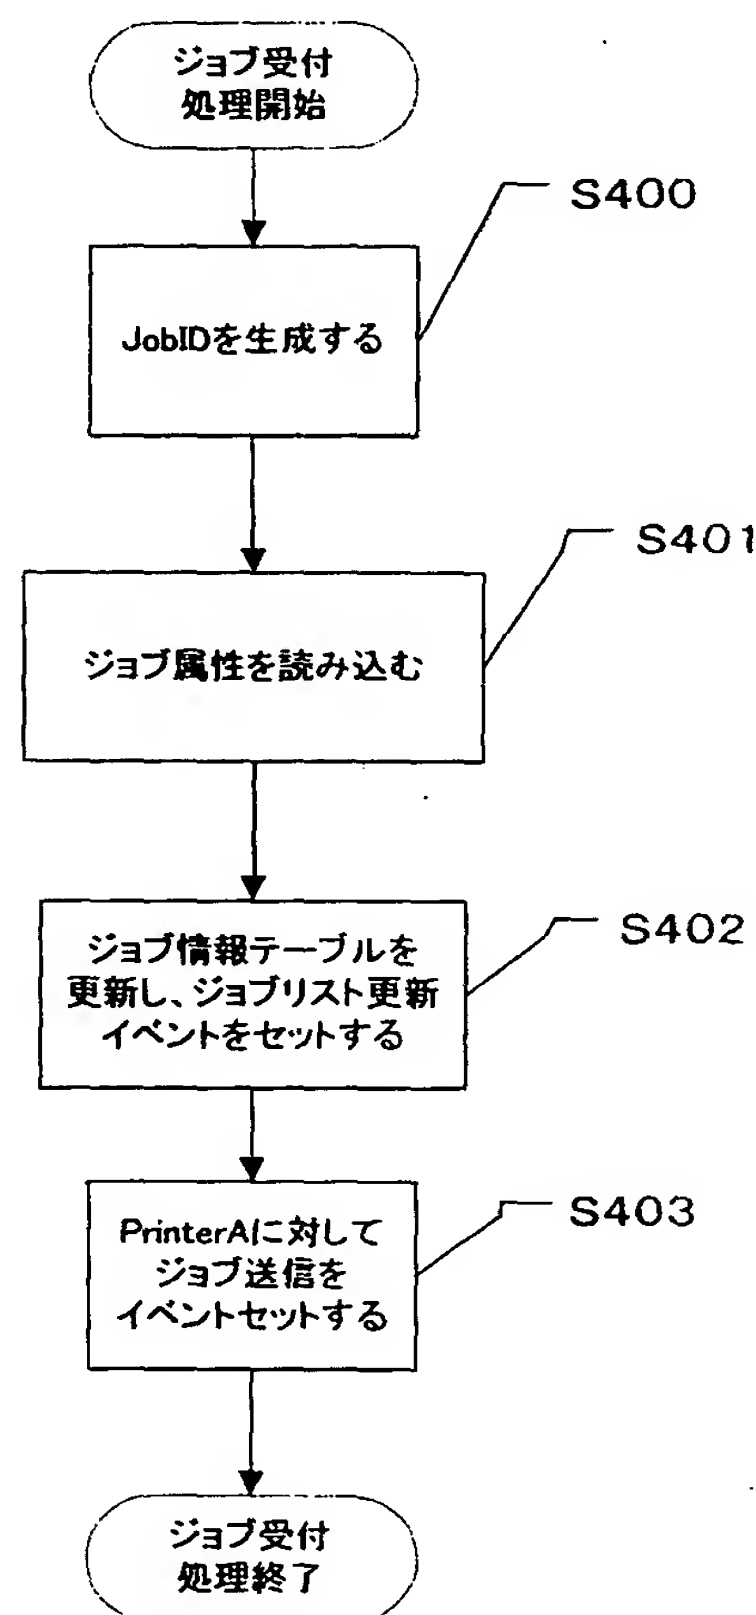 ジョブ受付
処理開始
S400
JobIDを生成する
S401
ジョブ属性を読み込む
S402
ジョブ情報テーブルを
更新し、ジョブリスト更新
イベントをセットする
S403
PrinterAに対して
ジョブ送信を
イベントセットする
ジョブ受付
処理終了